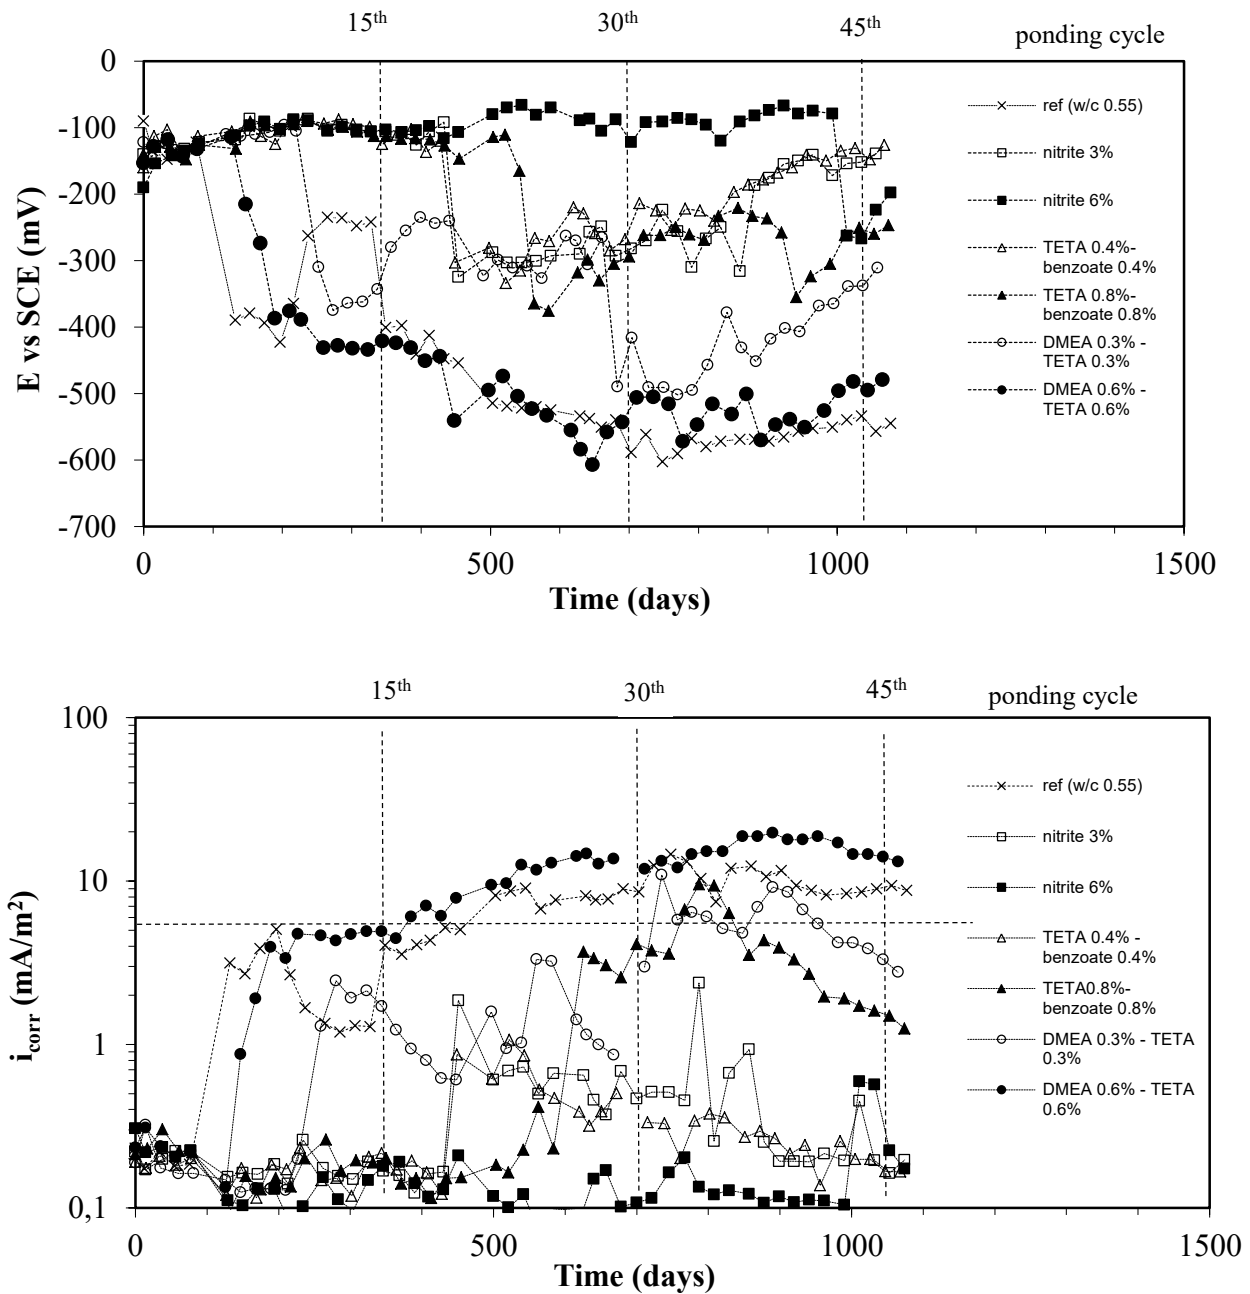 15th
30th
45th
ponding cycle
0
-100
-200
-300
-400
-500
-600
-700
E vs SCE (mV)
ref (w/c 0.55)
nitrite 3%
nitrite 6%
TETA 0.4%-
benzoate 0.4%
TETA 0.8%-
benzoate 0.8%
DMEA 0.3% -
TETA 0.3%
DMEA 0.6% -
TETA 0.6%
0
500
1000
1500
Time (days)
15th
30th
45th
ponding cycle
100
10
1
0,1
icorr (mA/m2)
ref (w/c 0.55)
nitrite 3%
nitrite 6%
TETA 0.4% -
benzoate 0.4%
TETA0.8%-
benzoate 0.8%
DMEA 0.3% - TETA
0.3%
DMEA 0.6% - TETA
0.6%
0
500
1000
1500
Time (days)